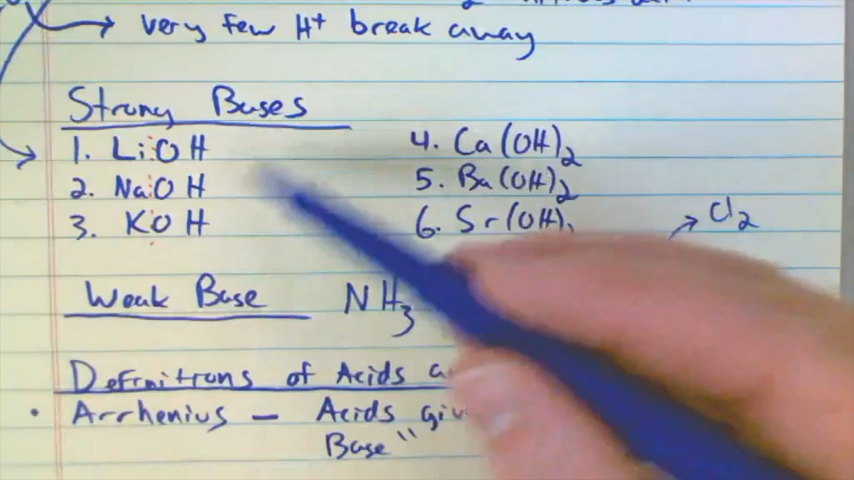 very few H+ break away
Strong Bases
1. LiOH
2. NaOH
3. KOH
4. Ca(OH)2
5. Ba(OH)2
6. Sr(OH)
Cl2
Weak Base NH3
Definitions of Acids
Arrhenius - Acids
Base "